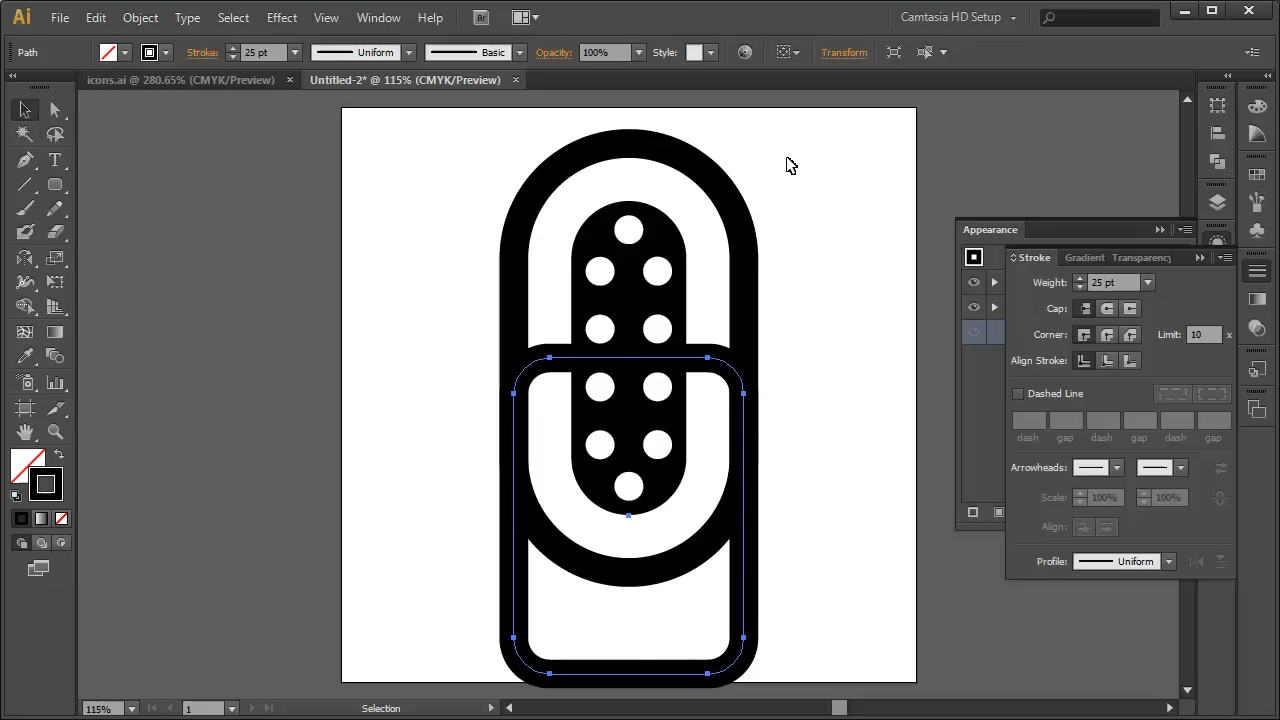 Ai File Edit Object Type Select Effect View Window Help Br Camtasia HD Setup
Path Stroke: 25 pt Uniform Basic Opacity: 100% Style: Transform
icons.ai @ 280.65% (CMYK/Preview) × Untitled-2* @ 115% (CMYK/Preview) ×
Appearance
Stroke Gradient Transparency
Weight: 25 pt
Cap:
Corner: Limit: 10 x
Align Stroke:
Dashed Line
dash gap dash gap dash gap
Arrowheads:
Scale: 100% 100%
Align:
Profile: Uniform
115% 1 Selection